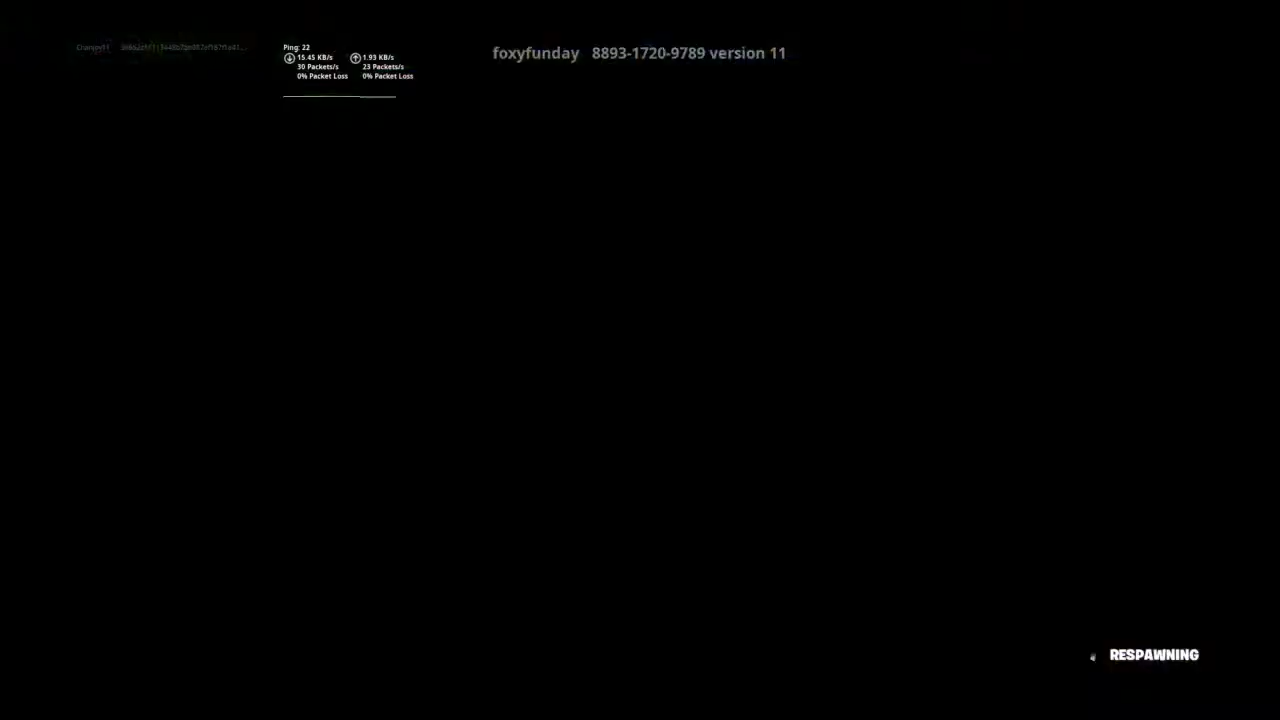 Ping: 22
15.45 KB/s 1.93 KB/s
30 Packets/s 23 Packets/s
0% Packet Loss 0% Packet Loss
foxyfunday 8893-1720-9789 version 11
RESPAWNING